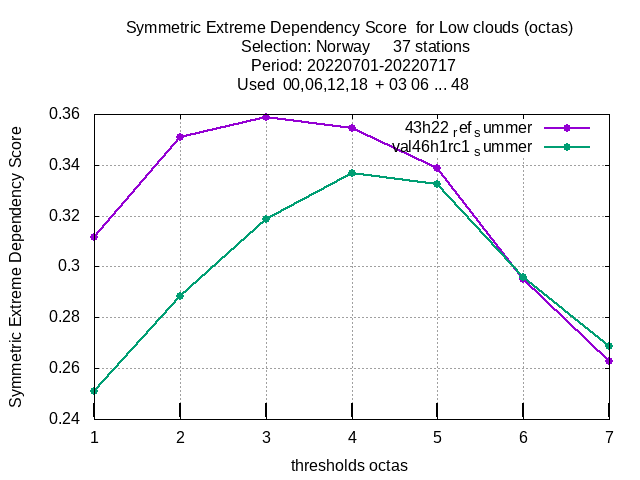 Symmetric Extreme Dependency Score for Low clouds (octas)
Selection: Norway 37 stations
Period: 20220701-20220717
Used 00,06,12,18 + 03 06 ... 48
43h22 ref summer
val46h1rc1 summer
Symmetric Extreme Dependency Score
0.36
0.34
0.32
0.3
0.28
0.26
0.24
1 2 3 4 5 6 7
thresholds octas